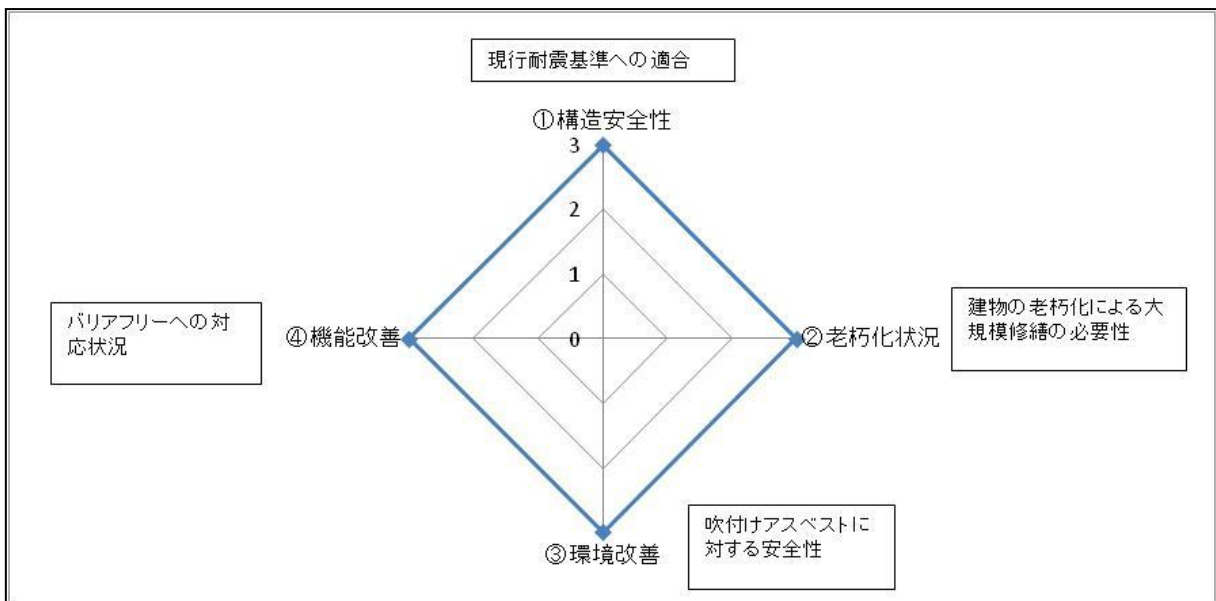 現行耐震基準への適合
①構造安全性
3
2
1
0
バリアフリーへの対
応状況
④機能改善
②老朽化状況
建物の老朽化による大
規模修繕の必要性
吹付けアスベストに
対する安全性
③環境改善